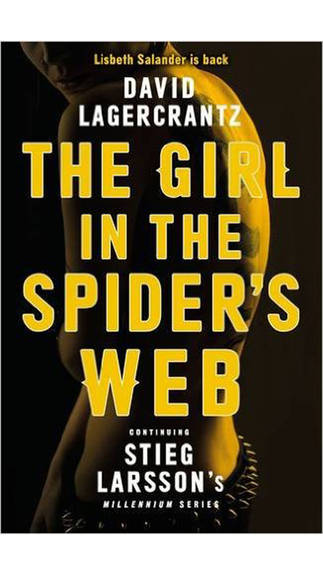 Lisbeth Salander is back
DAVID
LAGERCRANTZ
THE GIRL
IN THE
SPIDER'S
WEB
CONTINUING
STIEG
LARSSON's
MILLENNIUM SERIES